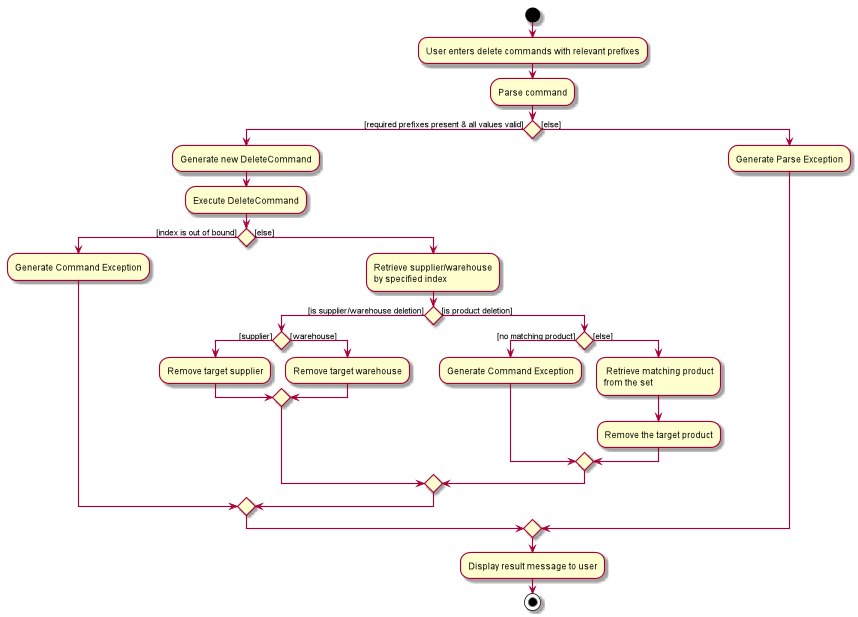 User enters delete commands with relevant prefixes
Parse command
[required prefixes present & all values valid]
[else]
Generate new DeleteCommand
Generate Parse Exception
Execute DeleteCommand
[index is out of bound]
[else]
Generate Command Exception
Retrieve supplier/warehouse
by specified index
[is supplier/warehouse deletion]
[is product deletion]
[supplier]
[warehouse]
[no matching product]
[else]
Remove target supplier
Remove target warehouse
Generate Command Exception
Retrieve matching product
from the set
Remove the target product
Display result message to user